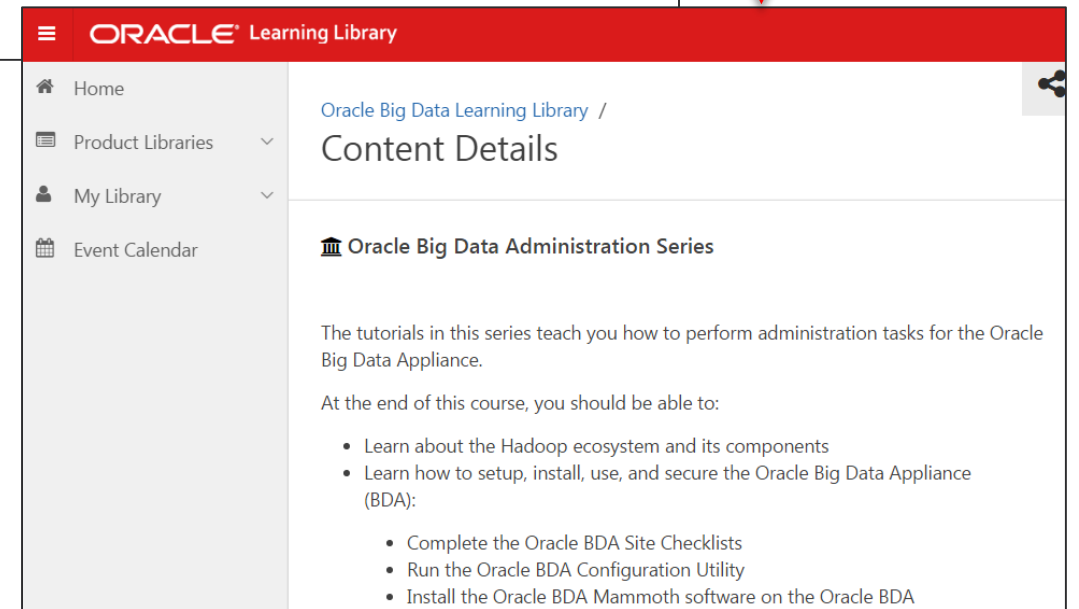 ORACLE® Learning Library
Home
Product Libraries
My Library
Event Calendar
Oracle Big Data Learning Library /
Content Details
Oracle Big Data Administration Series
The tutorials in this series teach you how to perform administration tasks for the Oracle
Big Data Appliance.
At the end of this course, you should be able to:
• Learn about the Hadoop ecosystem and its components
• Learn how to setup, install, use, and secure the Oracle Big Data Appliance
(BDA):
• Complete the Oracle BDA Site Checklists
• Run the Oracle BDA Configuration Utility
• Install the Oracle BDA Mammoth software on the Oracle BDA